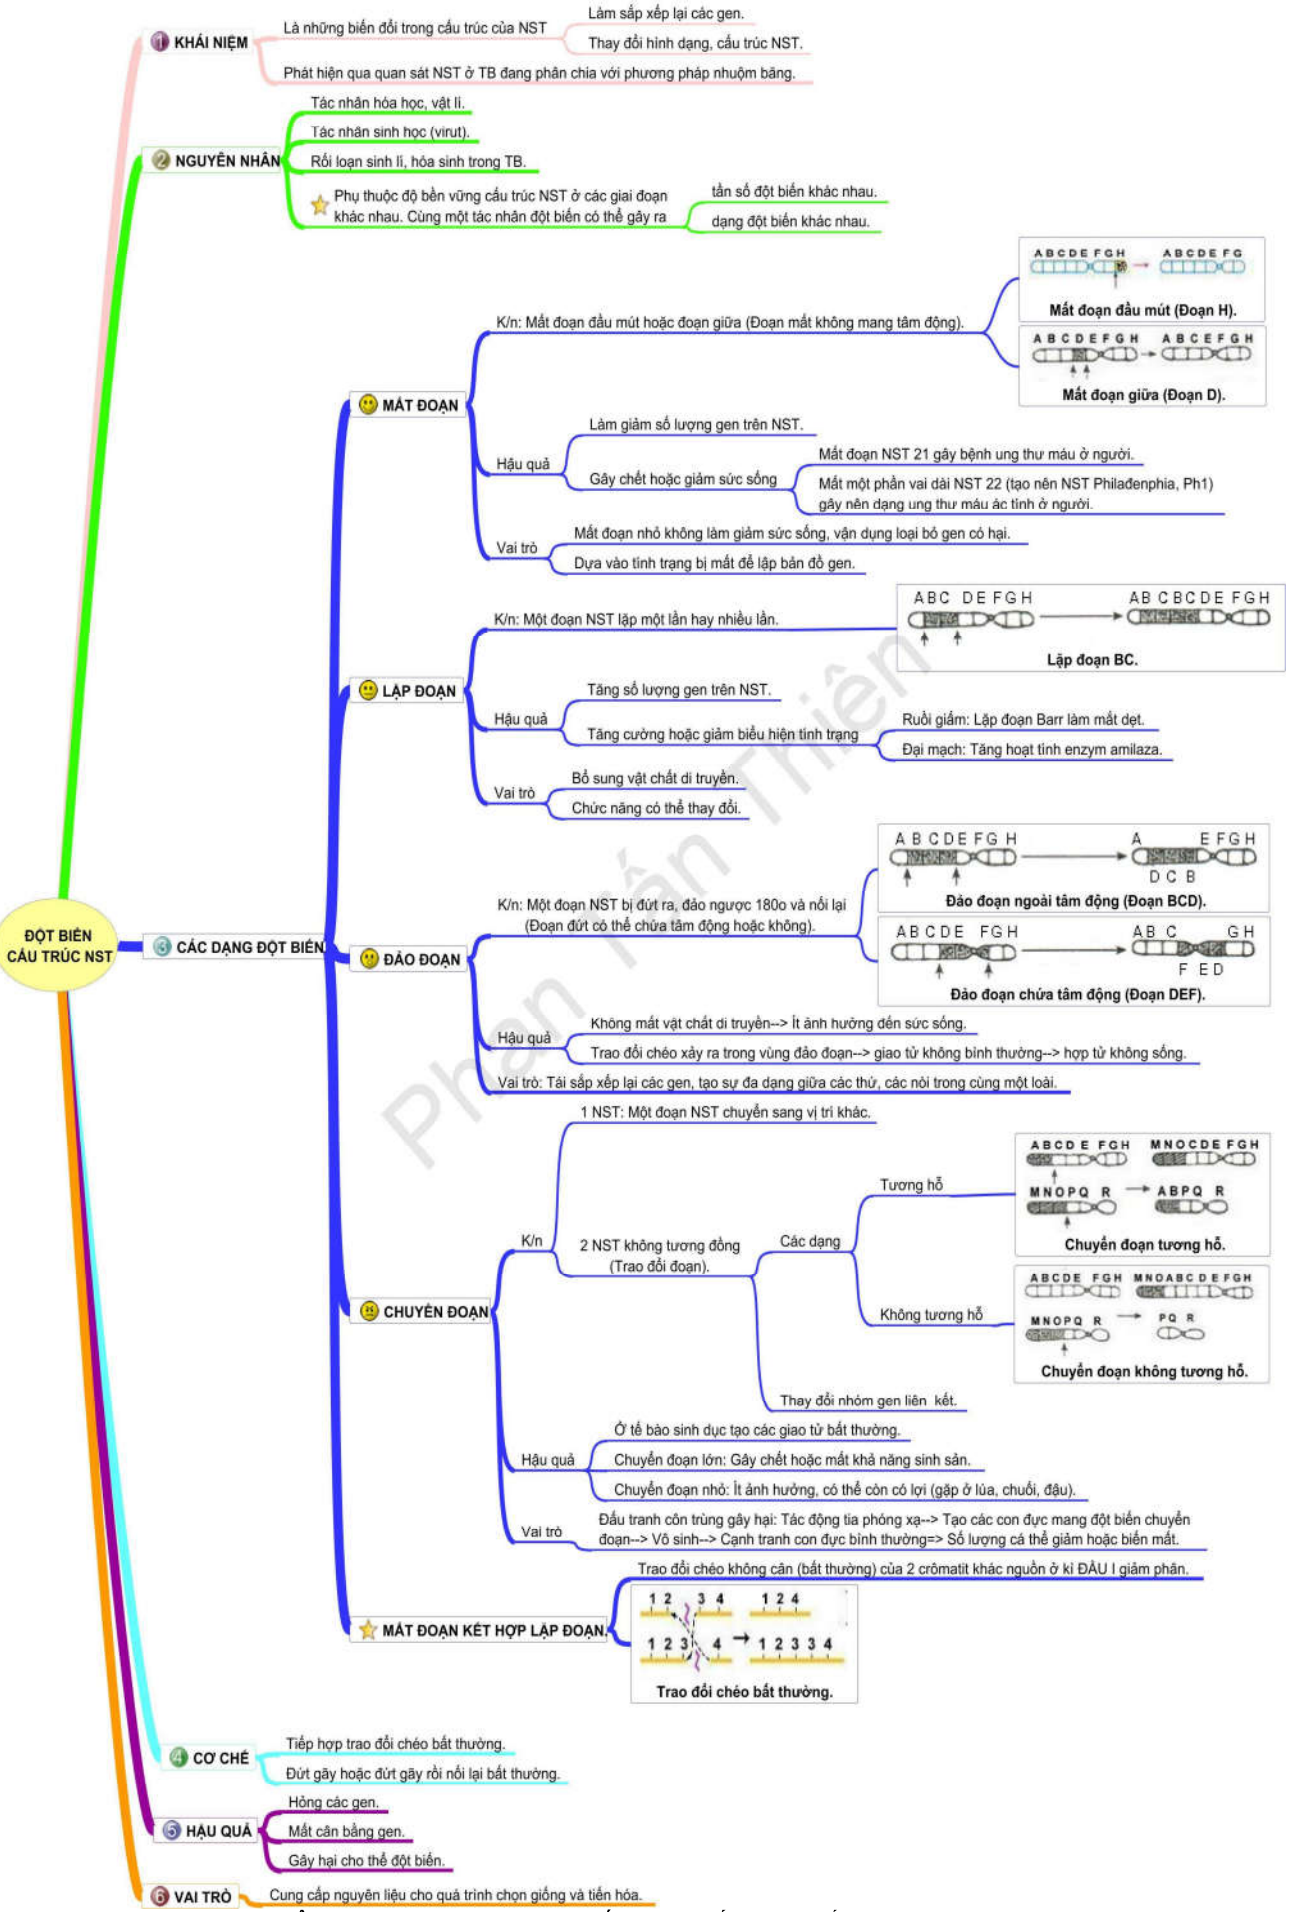 ĐỘT BIẾN
CẤU TRÚC NST
1 KHÁI NIỆM
Là những biến đổi trong cấu trúc của NST
Làm sắp xếp lại các gen.
Thay đổi hình dạng, cấu trúc NST.
Phát hiện qua quan sát NST ở TB đang phân chia với phương pháp nhuộm băng.
2 NGUYÊN NHÂN
Tác nhân hóa học, vật lí.
Tác nhân sinh học (virut).
Rối loạn sinh lí, hóa sinh trong TB.
Phụ thuộc độ bền vững cấu trúc NST ở các giai đoạn
khác nhau. Cùng một tác nhân đột biến có thể gây ra
tần số đột biến khác nhau.
dạng đột biến khác nhau.
3 CÁC DẠNG ĐỘT BIẾN
MẤT ĐOẠN
K/n: Mất đoạn đầu mút hoặc đoạn giữa (Đoạn mất không mang tâm động).
A B C D E F G H A B C D E F G
Mất đoạn đầu mút (Đoạn H).
A B C D E F G H A B C E F G H
Mất đoạn giữa (Đoạn D).
Hậu quả
Làm giảm số lượng gen trên NST.
Gây chết hoặc giảm sức sống
Mất đoạn NST 21 gây bệnh ung thư máu ở người.
Mất một phần vai dài NST 22 (tạo nên NST Philađenphia, Ph1)
gây nên dạng ung thư máu ác tính ở người.
Vai trò
Mất đoạn nhỏ không làm giảm sức sống, vận dụng loại bỏ gen có hại.
Dựa vào tính trạng bị mất để lập bản đồ gen.
LẶP ĐOẠN
K/n: Một đoạn NST lặp một lần hay nhiều lần.
A B C D E F G H A B C B C D E F G H
Lặp đoạn BC.
Hậu quả
Tăng số lượng gen trên NST.
Tăng cường hoặc giảm biểu hiện tính trạng
Ruồi giấm: Lặp đoạn Barr làm mắt dẹt.
Đại mạch: Tăng hoạt tính enzym amilaza.
Vai trò
Bổ sung vật chất di truyền.
Chức năng có thể thay đổi.
ĐẢO ĐOẠN
K/n: Một đoạn NST bị đứt ra, đảo ngược 180o và nối lại
(Đoạn đứt có thể chứa tâm động hoặc không).
A B C D E F G H A E F G H
D C B
Đảo đoạn ngoài tâm động (Đoạn BCD).
A B C D E F G H A B C G H
F E D
Đảo đoạn chứa tâm động (Đoạn DEF).
Hậu quả
Không mất vật chất di truyền--> Ít ảnh hưởng đến sức sống.
Trao đổi chéo xảy ra trong vùng đảo đoạn--> giao tử không bình thường--> hợp tử không sống.
Vai trò: Tái sắp xếp lại các gen, tạo sự đa dạng giữa các thứ, các nòi trong cùng một loài.
CHUYỂN ĐOẠN
K/n
1 NST: Một đoạn NST chuyển sang vị trí khác.
2 NST không tương đồng
(Trao đổi đoạn).
Các dạng
Tương hỗ
A B C D E F G H M N O C D E F G H
M N O P Q R A B P Q R
Chuyển đoạn tương hỗ.
Không tương hỗ
A B C D E F G H M N O A B C D E F G H
M N O P Q R P Q R
Chuyển đoạn không tương hỗ.
Thay đổi nhóm gen liên kết.
Hậu quả
Ở tế bào sinh dục tạo các giao tử bất thường.
Chuyển đoạn lớn: Gây chết hoặc mất khả năng sinh sản.
Chuyển đoạn nhỏ: Ít ảnh hưởng, có thể còn có lợi (gặp ở lúa, chuối, đậu).
Vai trò
Đấu tranh côn trùng gây hại: Tác động tia phóng xạ--> Tạo các con đực mang đột biến chuyển
đoạn--> Vô sinh--> Cạnh tranh con đực bình thường=> Số lượng cá thể giảm hoặc biến mất.
MẤT ĐOẠN KẾT HỢP LẶP ĐOẠN.
Trao đổi chéo không cân (bất thường) của 2 crômatit khác nguồn ở kì ĐẦU I giảm phân.
1 2 3 4 1 2 4
1 2 3 4 1 2 3 3 4
Trao đổi chéo bất thường.
4 CƠ CHẾ
Tiếp hợp trao đổi chéo bất thường.
Đứt gãy hoặc đứt gãy rồi nối lại bất thường.
5 HẬU QUẢ
Hỏng các gen.
Mất cân bằng gen.
Gây hại cho thể đột biến.
6 VAI TRÒ
Cung cấp nguyên liệu cho quá trình chọn giống và tiến hóa.
Phan Tấn Thiên